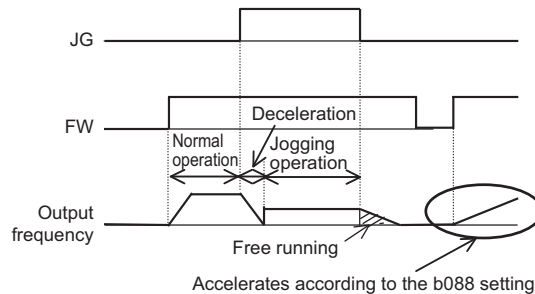 JG
FW
Deceleration
Normal
operation
Jogging
operation
Output
frequency
Free running
Accelerates according to the b088 setting